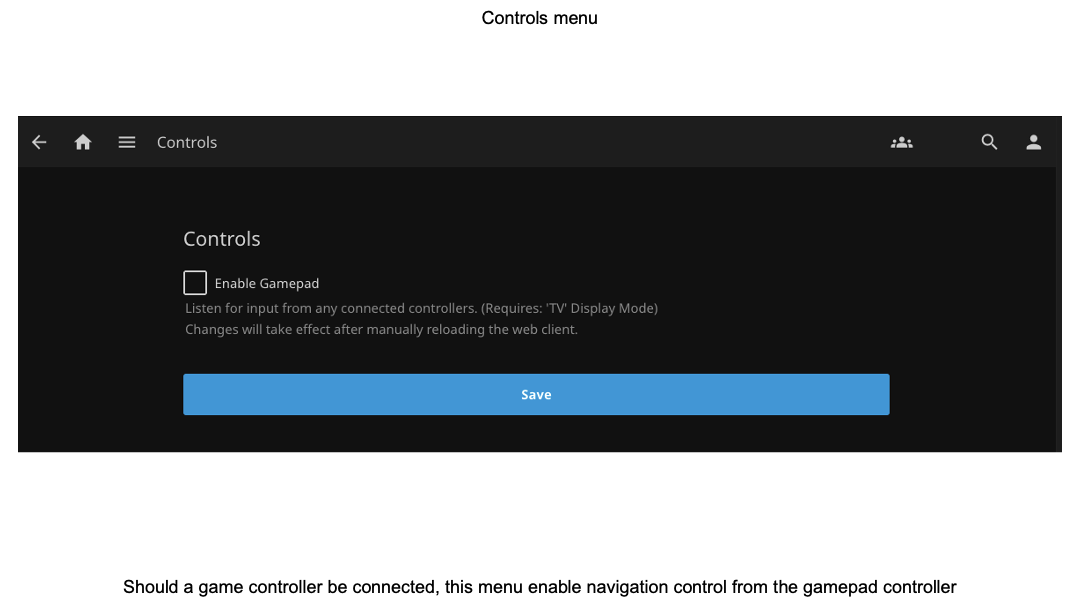 Controls menu
Controls
Controls
Enable Gamepad
Listen for input from any connected controllers. (Requires: 'TV' Display Mode)
Changes will take effect after manually reloading the web client.
Save
Should a game controller be connected, this menu enable navigation control from the gamepad controller